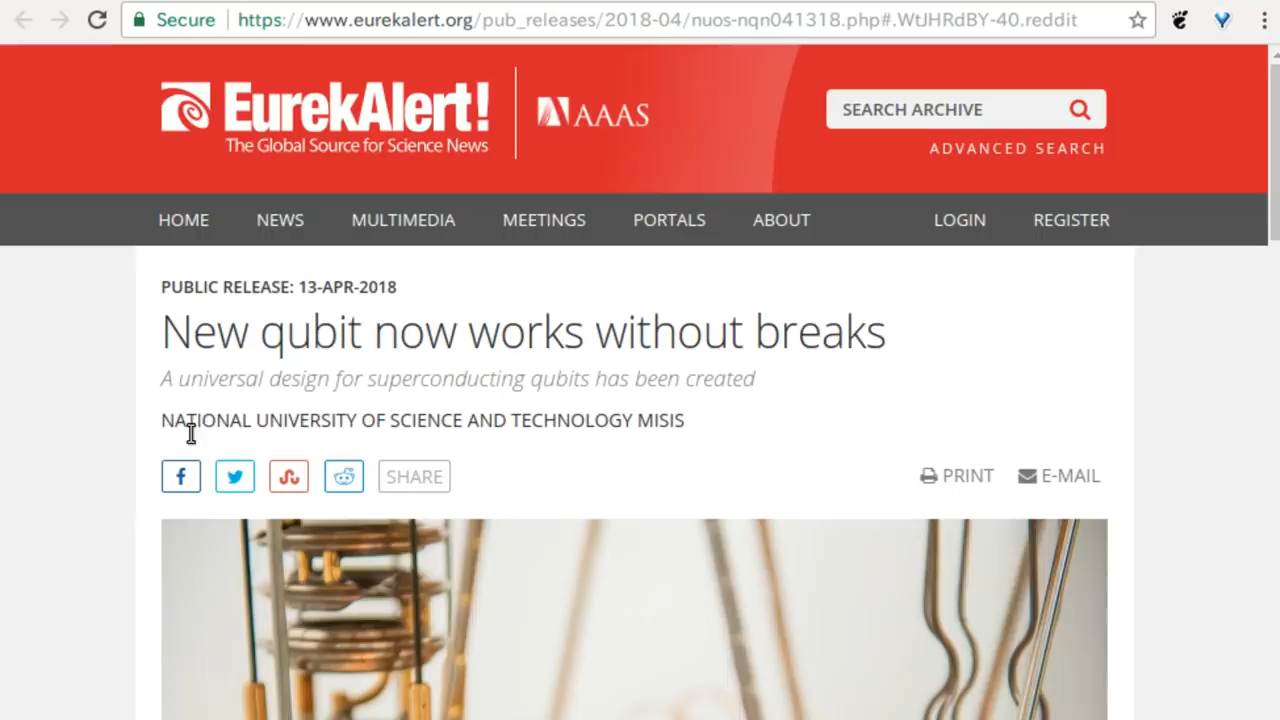 Secure https://www.eurekalert.org/pub_releases/2018-04/nuos-nqn041318.php#.WtJHRdBY-40.reddit
EurekAlert! AAAS
The Global Source for Science News
SEARCH ARCHIVE
ADVANCED SEARCH
HOME NEWS MULTIMEDIA MEETINGS PORTALS ABOUT LOGIN REGISTER
PUBLIC RELEASE: 13-APR-2018
New qubit now works without breaks
A universal design for superconducting qubits has been created
NATIONAL UNIVERSITY OF SCIENCE AND TECHNOLOGY MISIS
f SHARE PRINT E-MAIL